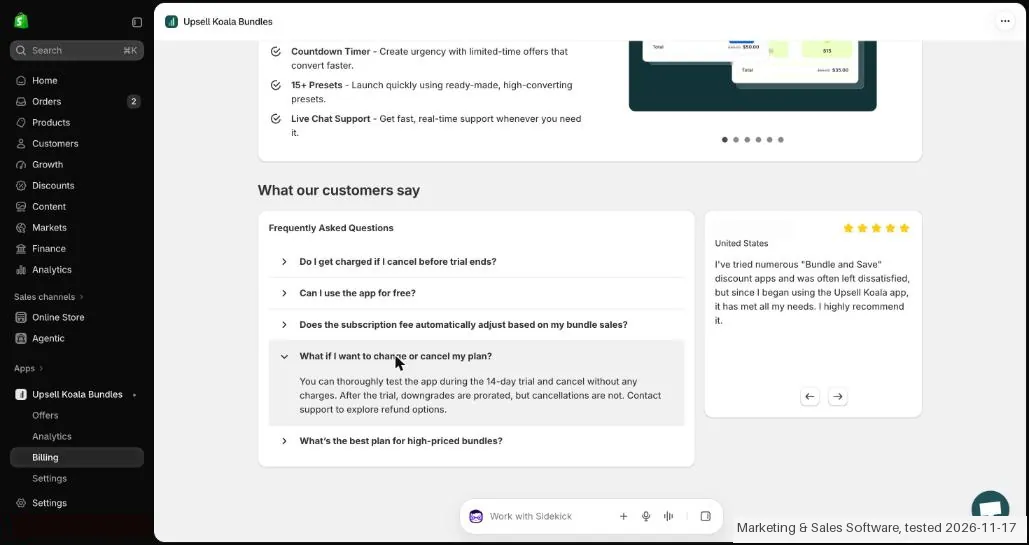 Upsell Koala Bundles
Search ⌘K
Home
Orders 2
Products
Customers
Growth
Discounts
Content
Markets
Finance
Analytics
Sales channels
Online Store
Agentic
Apps
Upsell Koala Bundles
Offers
Analytics
Billing
Settings
Settings
Countdown Timer - Create urgency with limited-time offers that
convert faster.
15+ Presets - Launch quickly using ready-made, high-converting
presets.
Live Chat Support - Get fast, real-time support whenever you need
it.
Total $50.00
$15
Total $35.00
What our customers say
Frequently Asked Questions
Do I get charged if I cancel before trial ends?
Can I use the app for free?
Does the subscription fee automatically adjust based on my bundle sales?
What if I want to change or cancel my plan?
You can thoroughly test the app during the 14-day trial and cancel without any
charges. After the trial, downgrades are prorated, but cancellations are not. Contact
support to explore refund options.
What's the best plan for high-priced bundles?
United States
I've tried numerous "Bundle and Save"
discount apps and was often left dissatisfied,
but since I began using the Upsell Koala app,
it has met all my needs. I highly recommend
it.
Work with Sidekick
Marketing & Sales Software, tested 2026-11-17